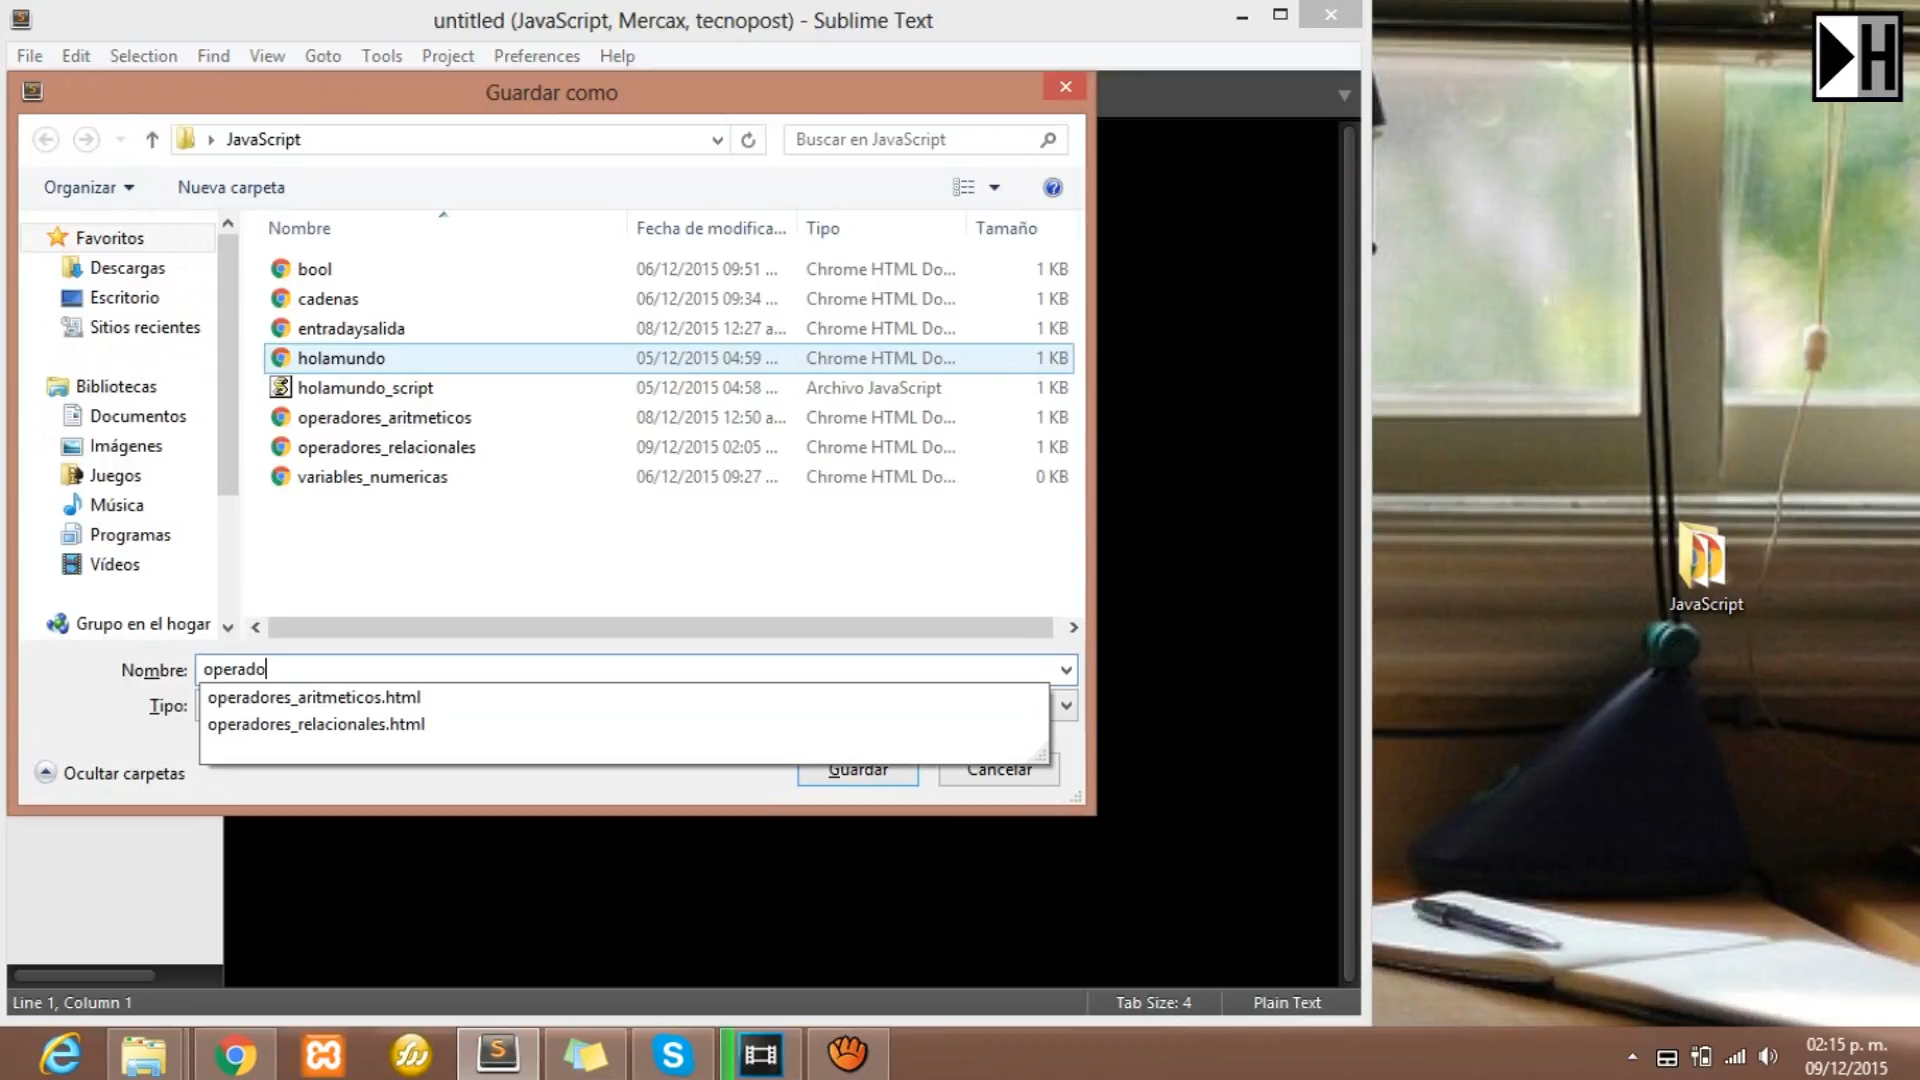 untitled (JavaScript, Mercax, tecnopost) - Sublime Text
File Edit Selection Find View Goto Tools Project Preferences Help
Guardar como
JavaScript
Buscar en JavaScript
Organizar Nueva carpeta
Nombre Fecha de modifica... Tipo Tamaño
Favoritos
Descargas
Escritorio
Sitios recientes
Bibliotecas
Documentos
Imágenes
Juegos
Música
Programas
Vídeos
Grupo en el hogar
bool 06/12/2015 09:51 ... Chrome HTML Do... 1 KB
cadenas 06/12/2015 09:34 ... Chrome HTML Do... 1 KB
entradaysalida 08/12/2015 12:27 a... Chrome HTML Do... 1 KB
holamundo 05/12/2015 04:59 ... Chrome HTML Do... 1 KB
holamundo_script 05/12/2015 04:58 ... Archivo JavaScript 1 KB
operadores_aritmeticos 08/12/2015 12:50 a... Chrome HTML Do... 1 KB
operadores_relacionales 09/12/2015 02:05 ... Chrome HTML Do... 1 KB
variables_numericas 06/12/2015 09:27 ... Chrome HTML Do... 0 KB
Nombre: operado
Tipo:
operadores_aritmeticos.html
operadores_relacionales.html
Ocultar carpetas
Guardar Cancelar
Line 1, Column 1 Tab Size: 4 Plain Text
JavaScript
H
02:15 p. m.
09/12/2015